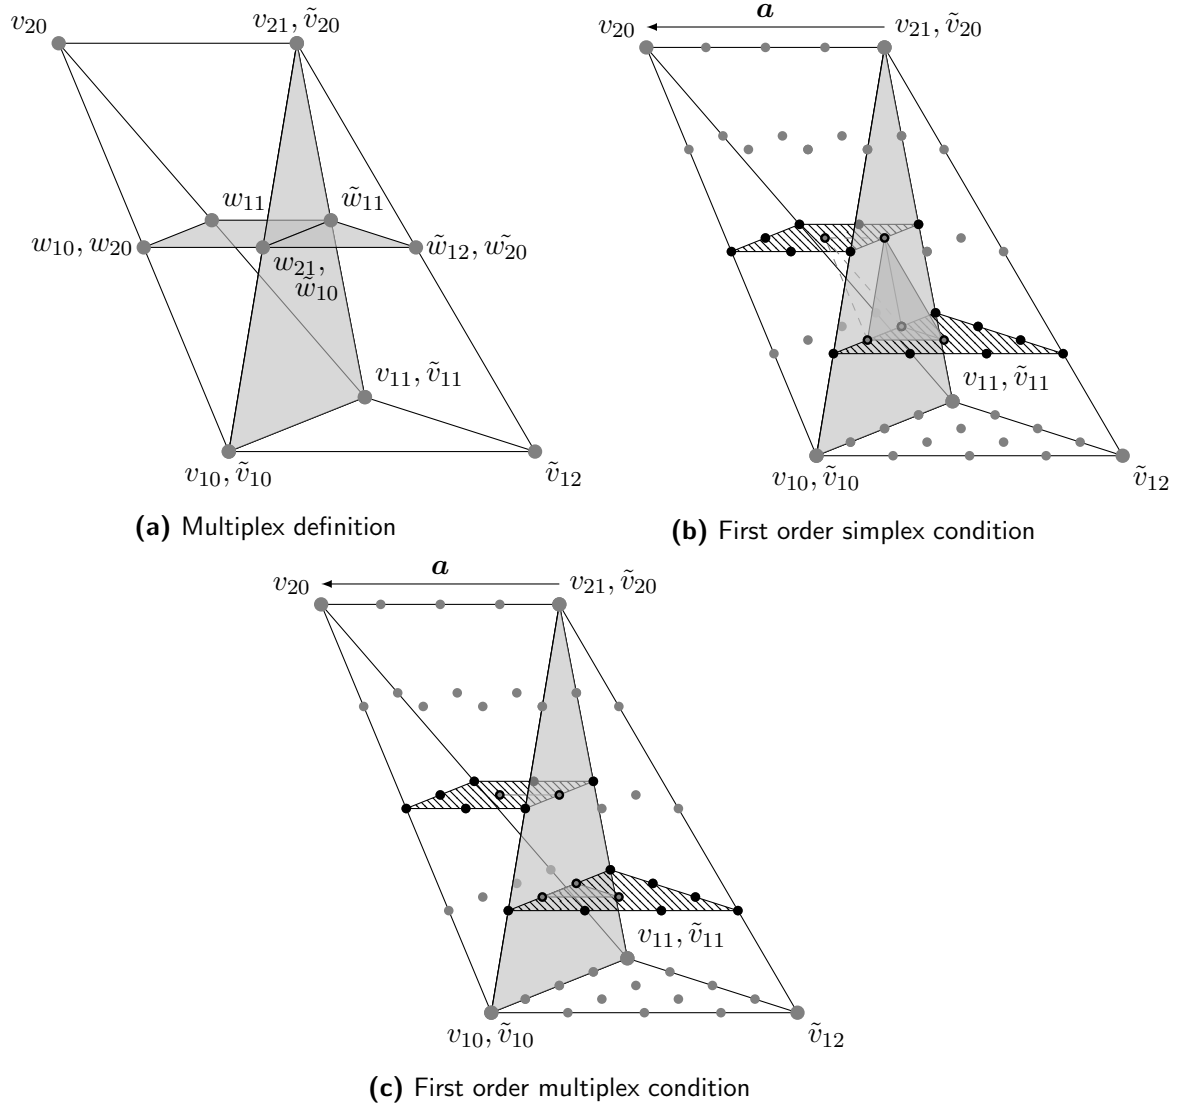 v₂₀
v₂₁, ṽ₂₀
w₁₁
w̃₁₁
w₁₀, w₂₀
w̃₁₂, w̃₂₀
w₂₁,
w̃₁₀
v₁₁, ṽ₁₁
v₁₀, ṽ₁₀
ṽ₁₂
(a) Multiplex definition
a
v₂₀
v₂₁, ṽ₂₀
v₁₁, ṽ₁₁
v₁₀, ṽ₁₀
ṽ₁₂
(b) First order simplex condition
a
v₂₀
v₂₁, ṽ₂₀
v₁₁, ṽ₁₁
v₁₀, ṽ₁₀
ṽ₁₂
(c) First order multiplex condition